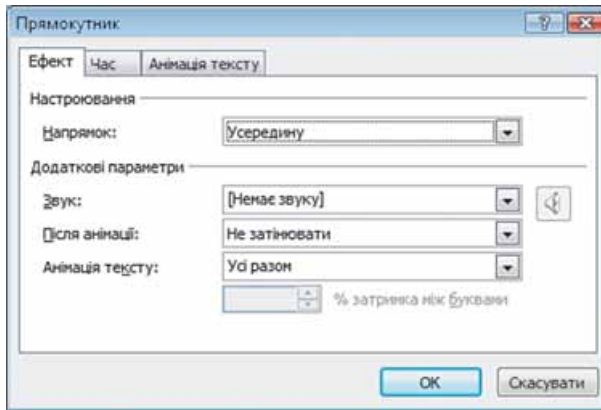 Прямокутник
Ефект Час Анімація тексту
Настроювання
Напрямок: Усередину
Додаткові параметри
Звук: [Немає звуку]
Після анімації: Не затінювати
Анімація тексту: Усі разом
% затримка між буквами
ОК Скасувати